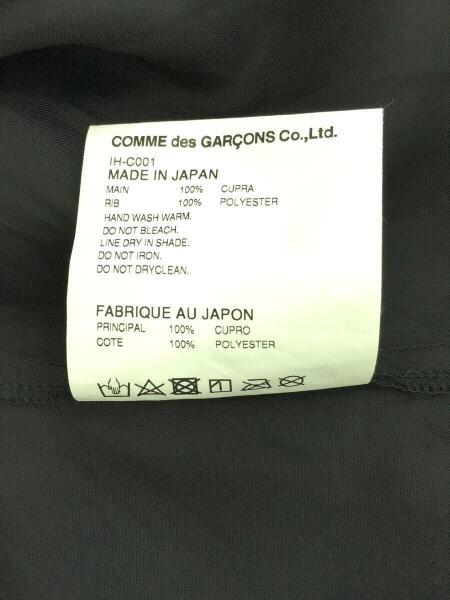 COMME des GARÇONS Co.,Ltd.
IH-C001
MADE IN JAPAN
MAIN 100% CUPRA
RIB 100% POLYESTER
HAND WASH WARM.
DO NOT BLEACH.
LINE DRY IN SHADE.
DO NOT IRON.
DO NOT DRYCLEAN.
FABRIQUE AU JAPON
PRINCIPAL 100% CUPRO
COTE 100% POLYESTER